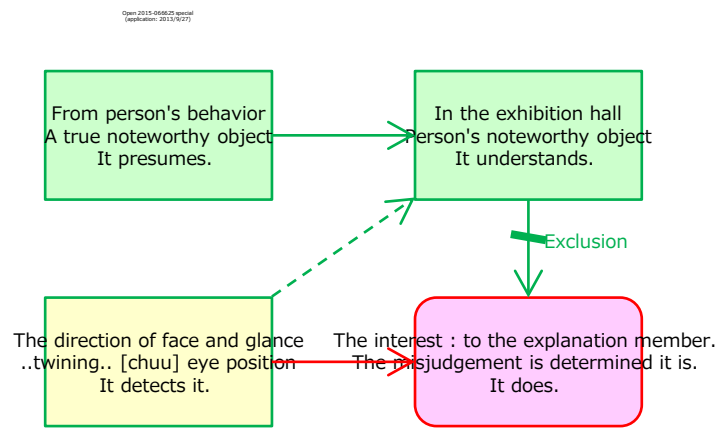 Open 2015-066625 special
(application: 2013/9/27)
From person's behavior
A true noteworthy object
It presumes.
In the exhibition hall
Person's noteworthy object
It understands.
Exclusion
The direction of face and glance
..twining.. [chuu] eye position
It detects it.
The interest : to the explanation member.
The misjudgement is determined it is.
It does.